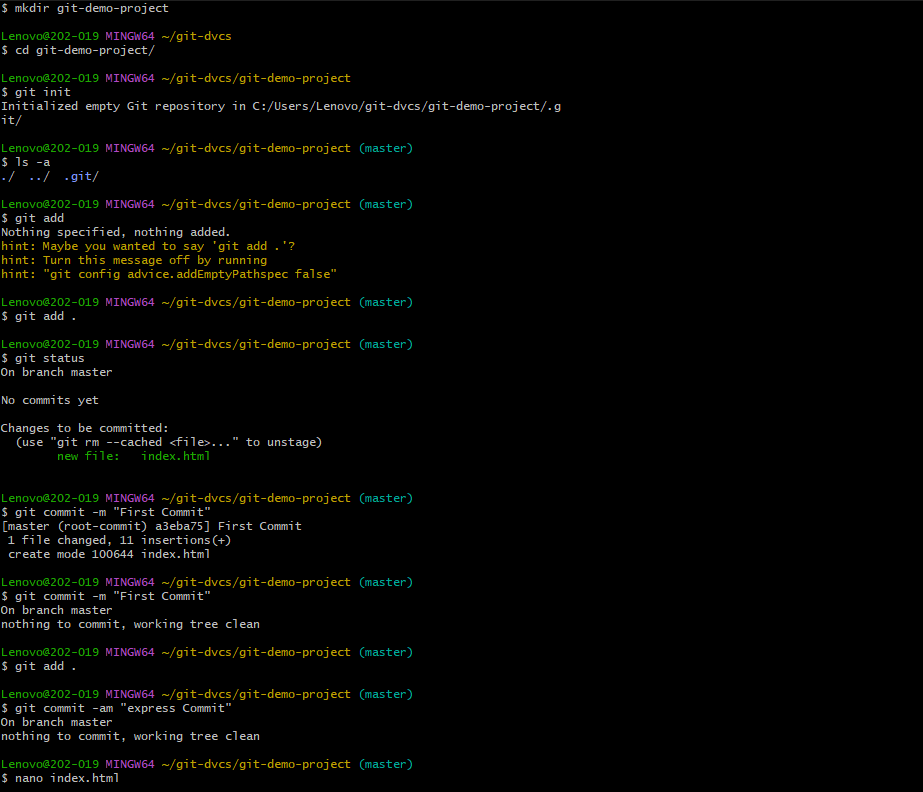 $ mkdir git-demo-project
Lenovo@202-019 MINGW64 ~/git-dvcs
$ cd git-demo-project/
Lenovo@202-019 MINGW64 ~/git-dvcs/git-demo-project
$ git init
Initialized empty Git repository in C:/Users/Lenovo/git-dvcs/git-demo-project/.g
it/
Lenovo@202-019 MINGW64 ~/git-dvcs/git-demo-project (master)
$ ls -a
./  ../  .git/
Lenovo@202-019 MINGW64 ~/git-dvcs/git-demo-project (master)
$ git add
Nothing specified, nothing added.
hint: Maybe you wanted to say 'git add .'?
hint: Turn this message off by running
hint: "git config advice.addEmptyPathspec false"
Lenovo@202-019 MINGW64 ~/git-dvcs/git-demo-project (master)
$ git add .
Lenovo@202-019 MINGW64 ~/git-dvcs/git-demo-project (master)
$ git status
On branch master
No commits yet
Changes to be committed:
  (use "git rm --cached <file>..." to unstage)
        new file:   index.html
Lenovo@202-019 MINGW64 ~/git-dvcs/git-demo-project (master)
$ git commit -m "First Commit"
[master (root-commit) a3eba75] First Commit
 1 file changed, 11 insertions(+)
 create mode 100644 index.html
Lenovo@202-019 MINGW64 ~/git-dvcs/git-demo-project (master)
$ git commit -m "First Commit"
On branch master
nothing to commit, working tree clean
Lenovo@202-019 MINGW64 ~/git-dvcs/git-demo-project (master)
$ git add .
Lenovo@202-019 MINGW64 ~/git-dvcs/git-demo-project (master)
$ git commit -am "express Commit"
On branch master
nothing to commit, working tree clean
Lenovo@202-019 MINGW64 ~/git-dvcs/git-demo-project (master)
$ nano index.html